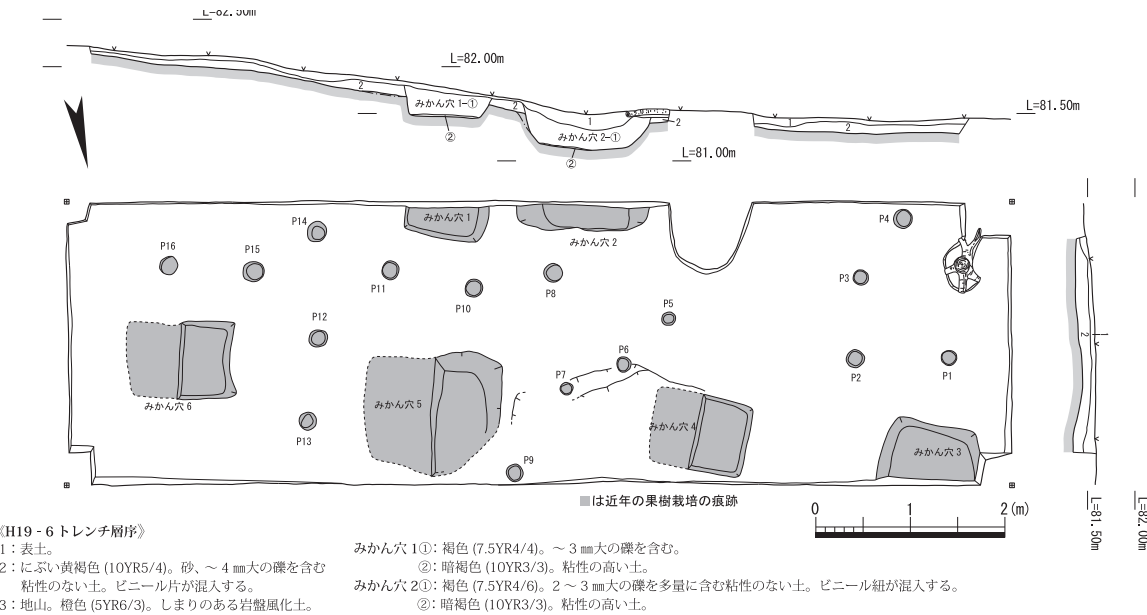 L=82.50m
L=82.00m
L=81.50m
L=81.00m
2
みかん穴 1-①
②
2
1
みかん穴 2-①
②
2
2
P14
みかん穴 1
みかん穴 2
P4
P16
P15
P11
P10
P8
P3
P5
P12
P6
P7
P2
P1
みかん穴 6
みかん穴 5
みかん穴 4
みかん穴 3
P13
P9
1
2
L=81.50m
L=82.00m
■は近年の果樹栽培の痕跡
0 1 2 (m)
《H19 - 6 トレンチ層序》
1：表土。
2：にぶい黄褐色 (10YR5/4)。砂、～ 4 ㎜大の礫を含む
粘性のない土。ビニール片が混入する。
3：地山。橙色 (5YR6/3)。しまりのある岩盤風化土。
みかん穴 1①：褐色 (7.5YR4/4)。～ 3 ㎜大の礫を含む。
②：暗褐色 (10YR3/3)。粘性の高い土。
みかん穴 2①：褐色 (7.5YR4/6)。2 ～ 3 ㎜大の礫を多量に含む粘性のない土。ビニール紐が混入する。
②：暗褐色 (10YR3/3)。粘性の高い土。